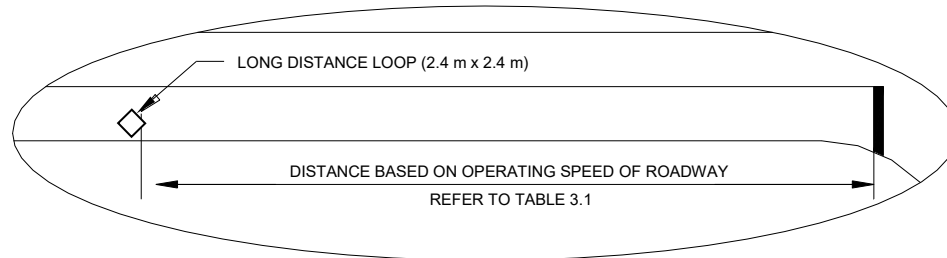 LONG DISTANCE LOOP (2.4 m x 2.4 m)
DISTANCE BASED ON OPERATING SPEED OF ROADWAY
REFER TO TABLE 3.1